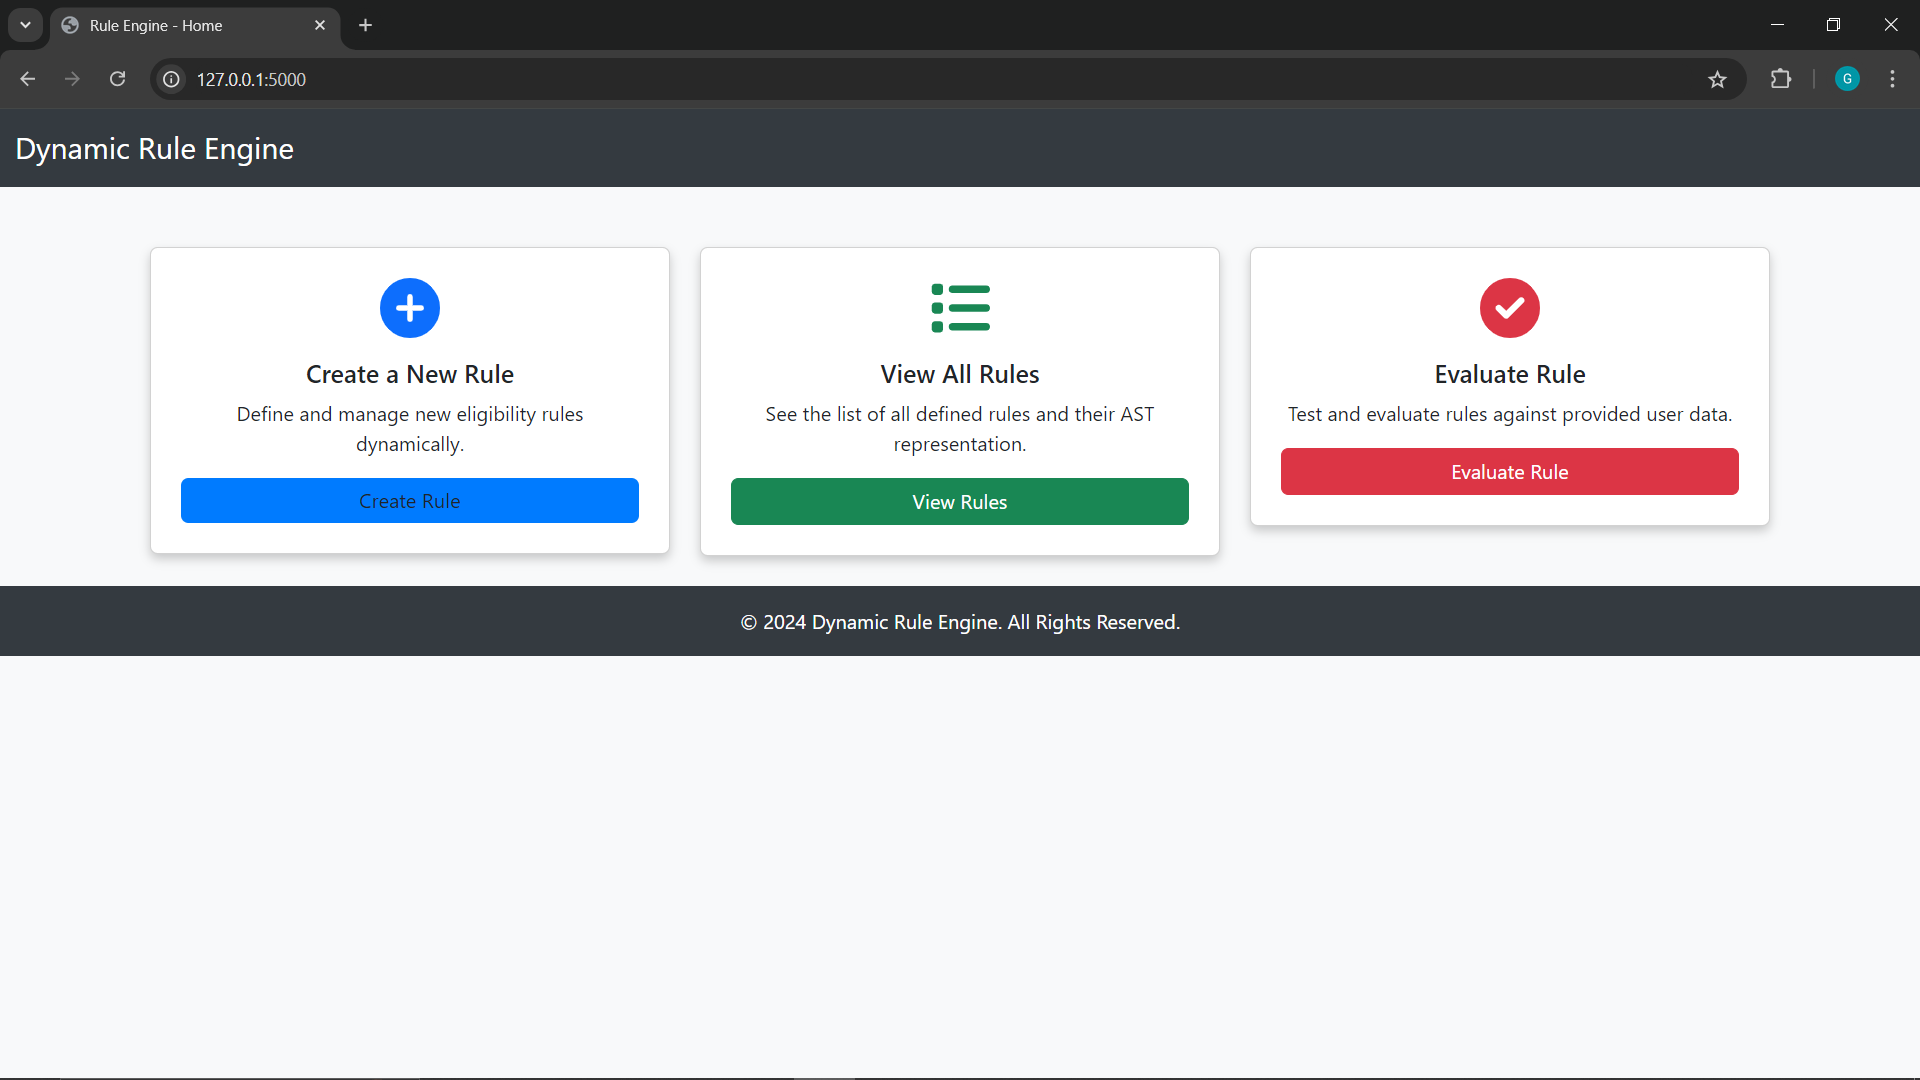 Rule Engine - Home
127.0.0.1:5000
G
Dynamic Rule Engine
Create a New Rule
Define and manage new eligibility rules
dynamically.
Create Rule
View All Rules
See the list of all defined rules and their AST
representation.
View Rules
Evaluate Rule
Test and evaluate rules against provided user data.
Evaluate Rule
© 2024 Dynamic Rule Engine. All Rights Reserved.